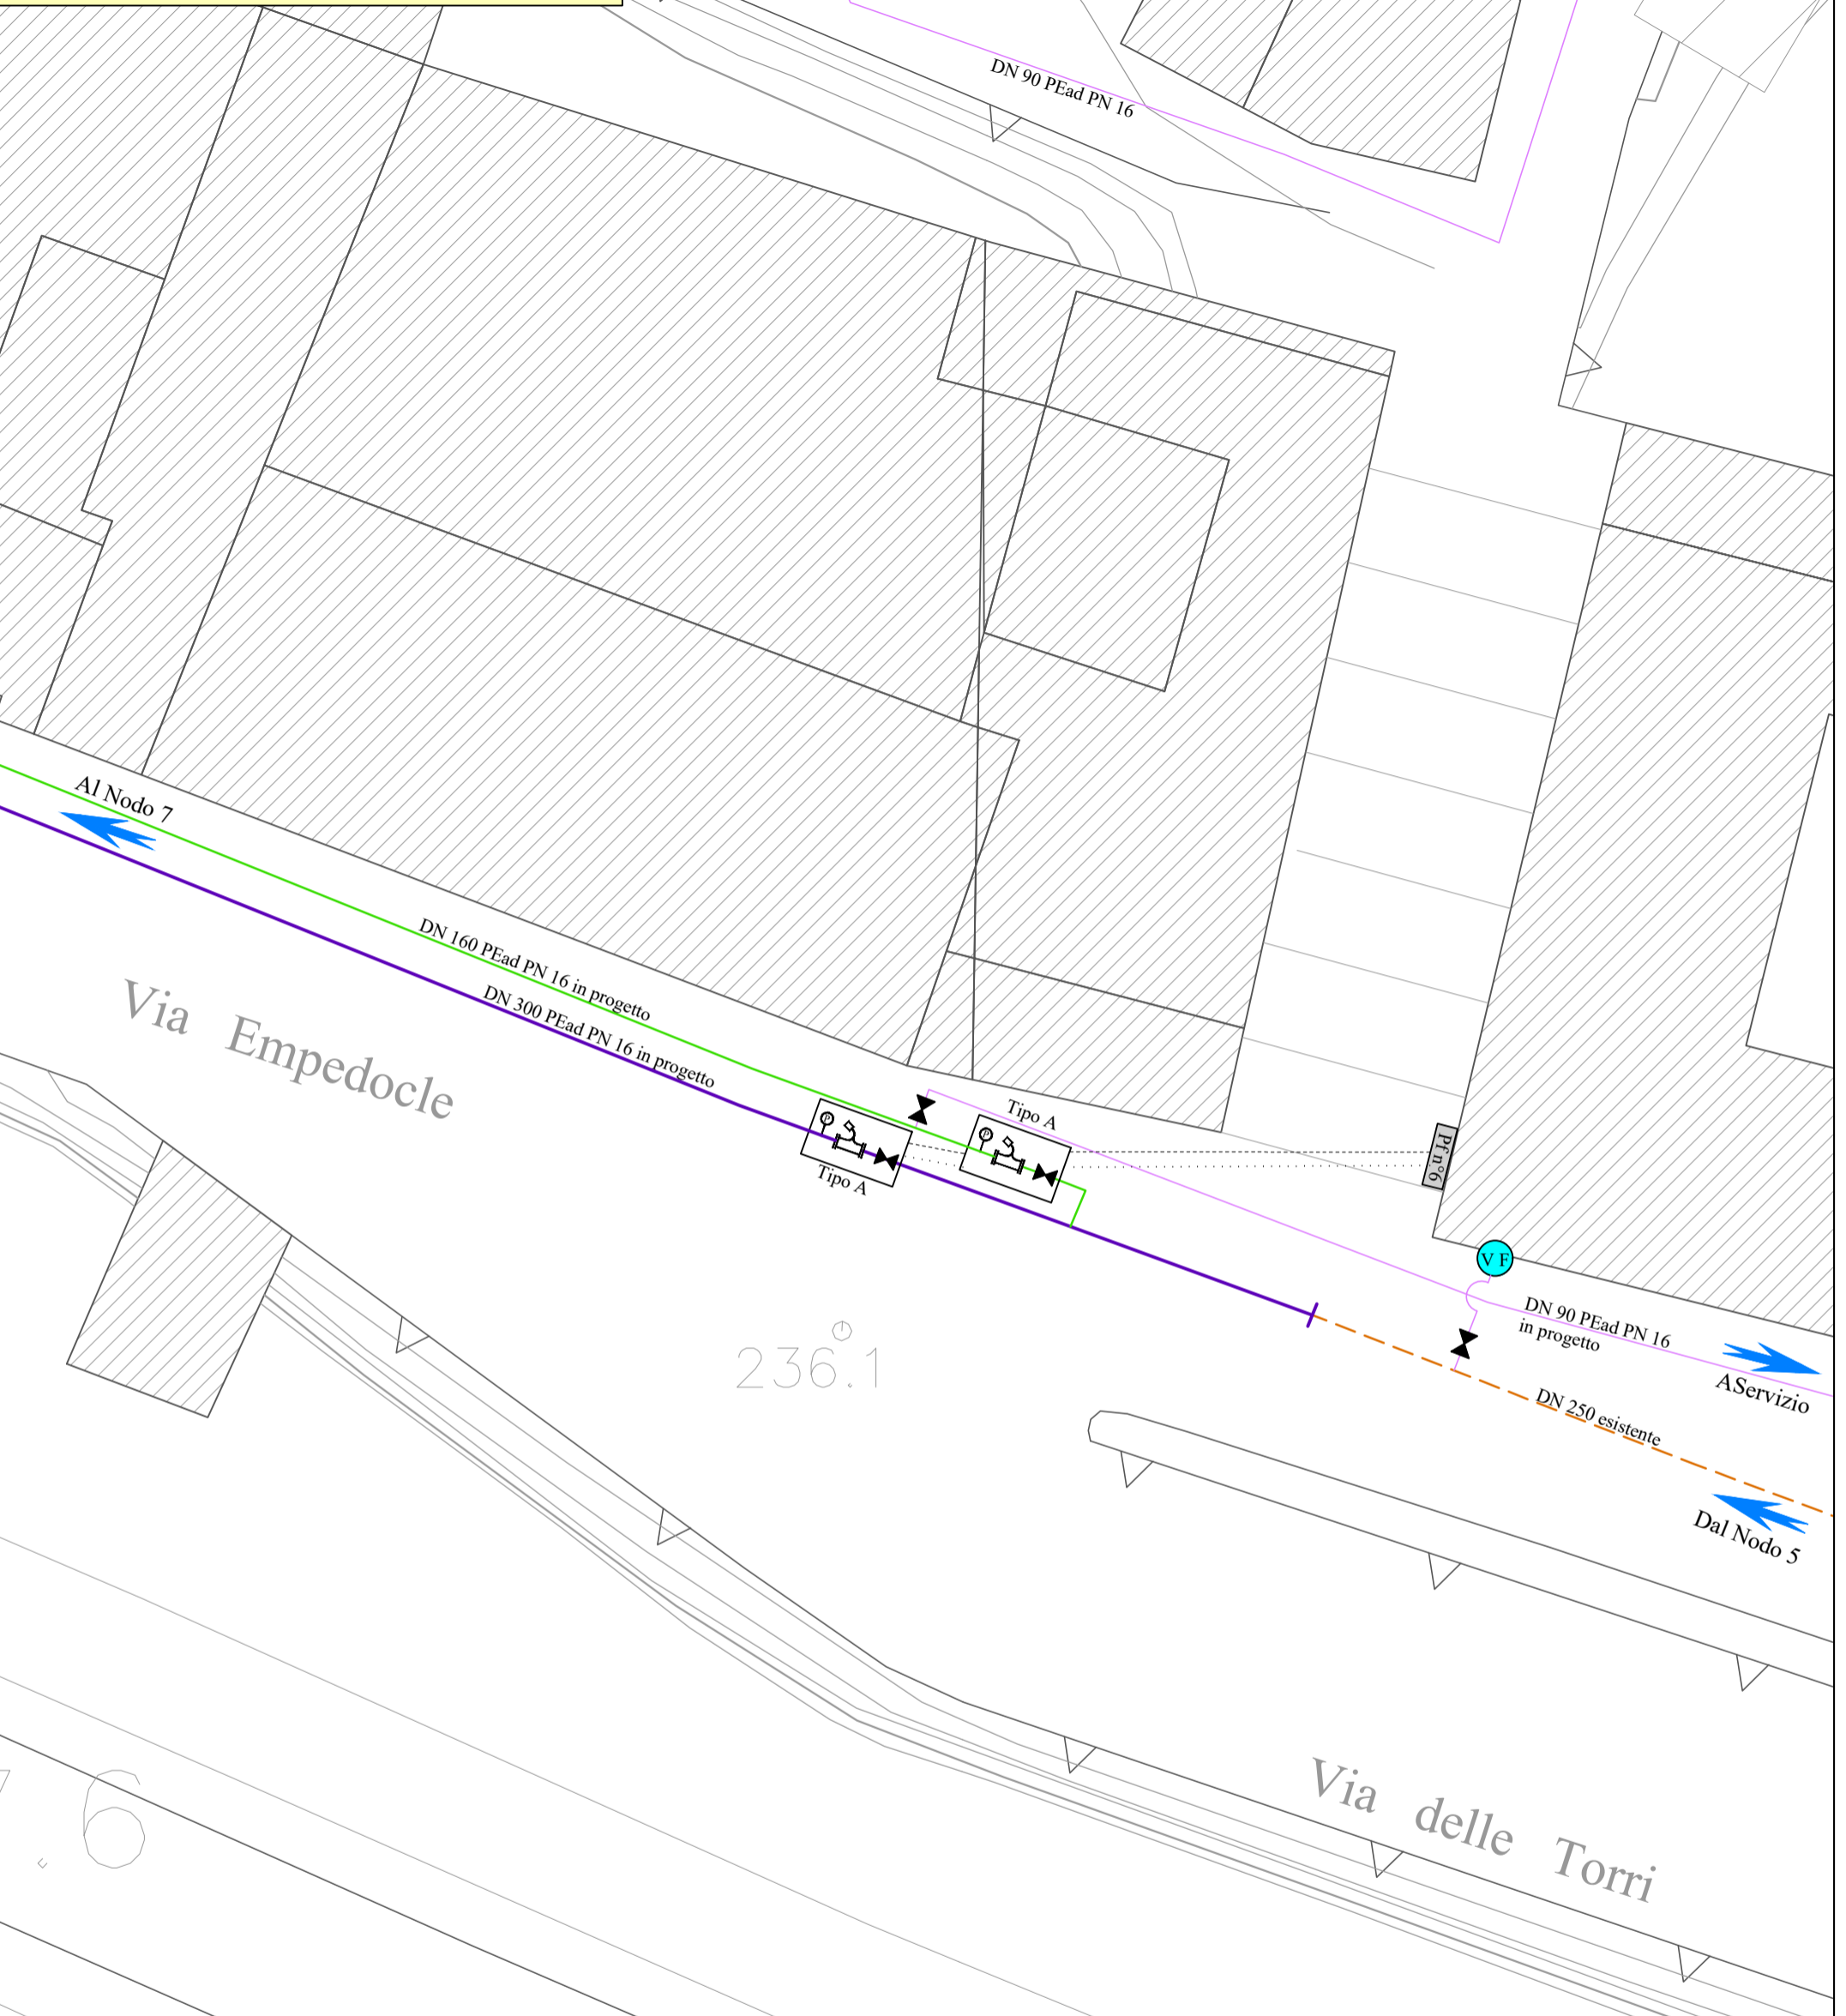 DN 90 PEad PN 16
Al Nodo 7
DN 160 PEad PN 16 in progetto
DN 300 PEad PN 16 in progetto
Via Empedocle
Tipo A
P
P
Tipo A
Pf n°6
V F
DN 90 PEad PN 16
in progetto
AServizio
236.1
DN 250 esistente
Dal Nodo 5
Via delle Torri
6